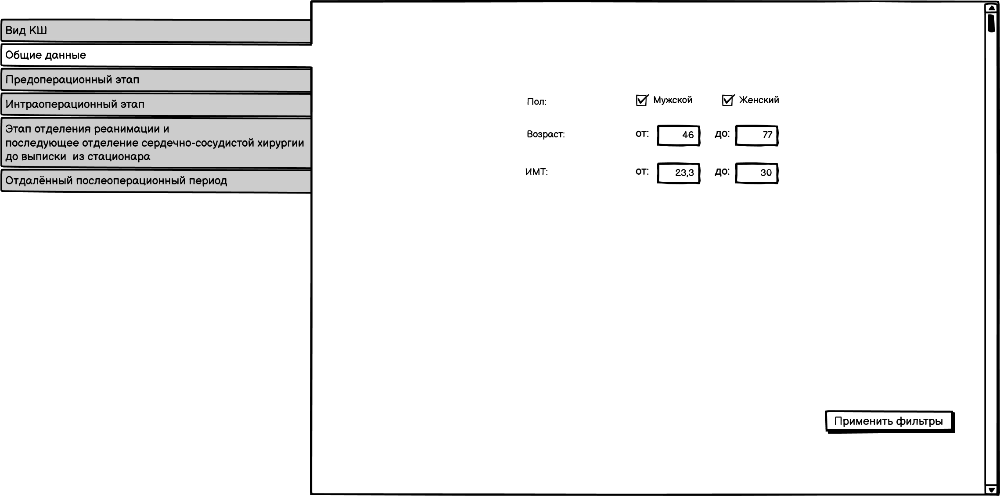 Вид КШ
Общие данные
Предоперационный этап
Интраоперационный этап
Этап отделения реанимации и
последующее отделение сердечно-сосудистой хирургии
до выписки из стационара
Отдалённый послеоперационный период
Пол: Мужской Женский
Возраст: от: 46 до: 77
ИМТ: от: 23,3 до: 30
Применить фильтры